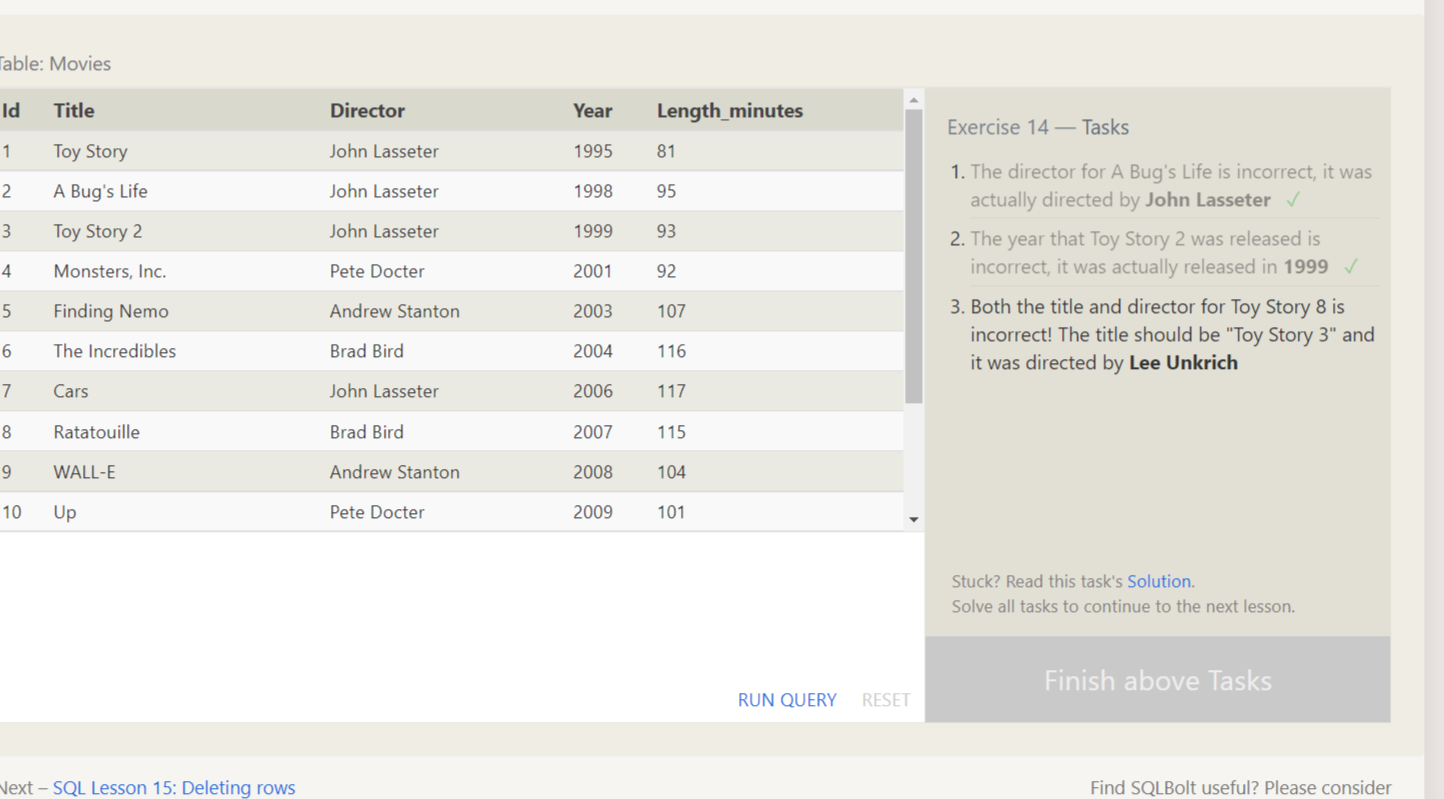 Table: Movies
Id Title Director Year Length_minutes
1 Toy Story John Lasseter 1995 81
2 A Bug's Life John Lasseter 1998 95
3 Toy Story 2 John Lasseter 1999 93
4 Monsters, Inc. Pete Docter 2001 92
5 Finding Nemo Andrew Stanton 2003 107
6 The Incredibles Brad Bird 2004 116
7 Cars John Lasseter 2006 117
8 Ratatouille Brad Bird 2007 115
9 WALL-E Andrew Stanton 2008 104
10 Up Pete Docter 2009 101
RUN QUERY RESET
Exercise 14 — Tasks
1. The director for A Bug's Life is incorrect, it was
actually directed by John Lasseter ✓
2. The year that Toy Story 2 was released is
incorrect, it was actually released in 1999 ✓
3. Both the title and director for Toy Story 8 is
incorrect! The title should be "Toy Story 3" and
it was directed by Lee Unkrich
Stuck? Read this task's Solution.
Solve all tasks to continue to the next lesson.
Finish above Tasks
Next – SQL Lesson 15: Deleting rows
Find SQLBolt useful? Please consider